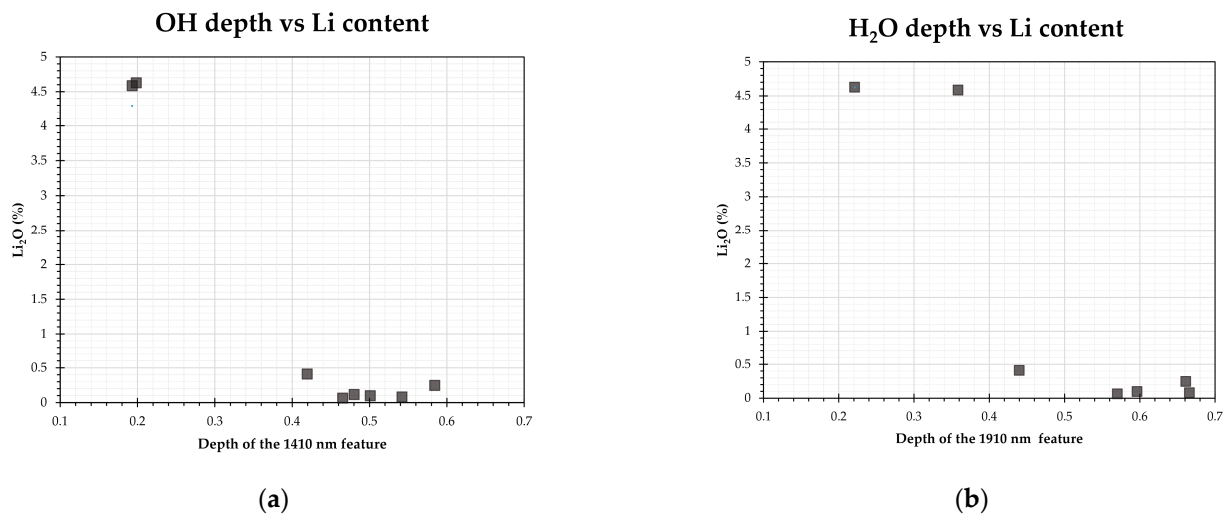 OH depth vs Li content
5
4.5
4
3.5
3
2.5
2
1.5
1
0.5
0
Li₂O (%)
0.1 0.2 0.3 0.4 0.5 0.6 0.7
Depth of the 1410 nm feature
(a)
H₂O depth vs Li content
5
4.5
4
3.5
3
2.5
2
1.5
1
0.5
0
Li₂O (%)
0.1 0.2 0.3 0.4 0.5 0.6 0.7
Depth of the 1910 nm feature
(b)